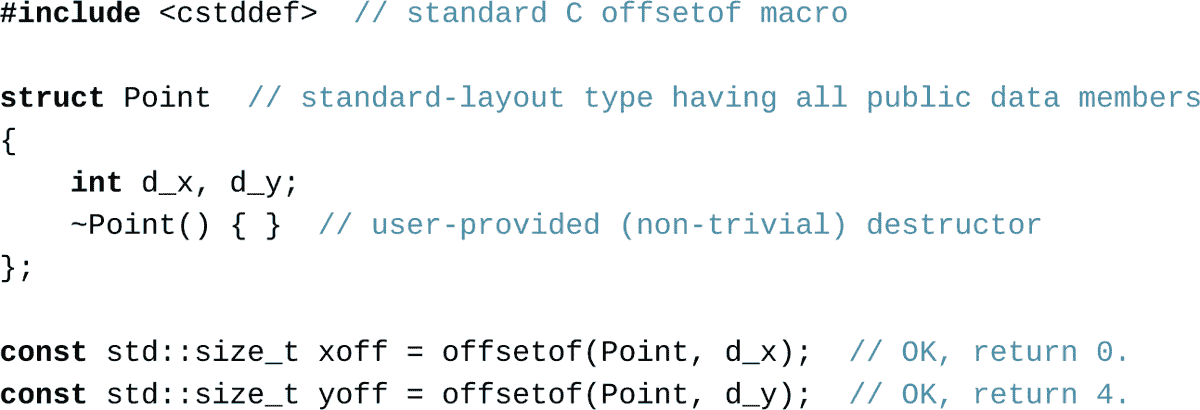 #include <cstddef>  // standard C offsetof macro
struct Point  // standard-layout type having all public data members
{
    int d_x, d_y;
    ~Point() { }  // user-provided (non-trivial) destructor
};
const std::size_t xoff = offsetof(Point, d_x);  // OK, return 0.
const std::size_t yoff = offsetof(Point, d_y);  // OK, return 4.